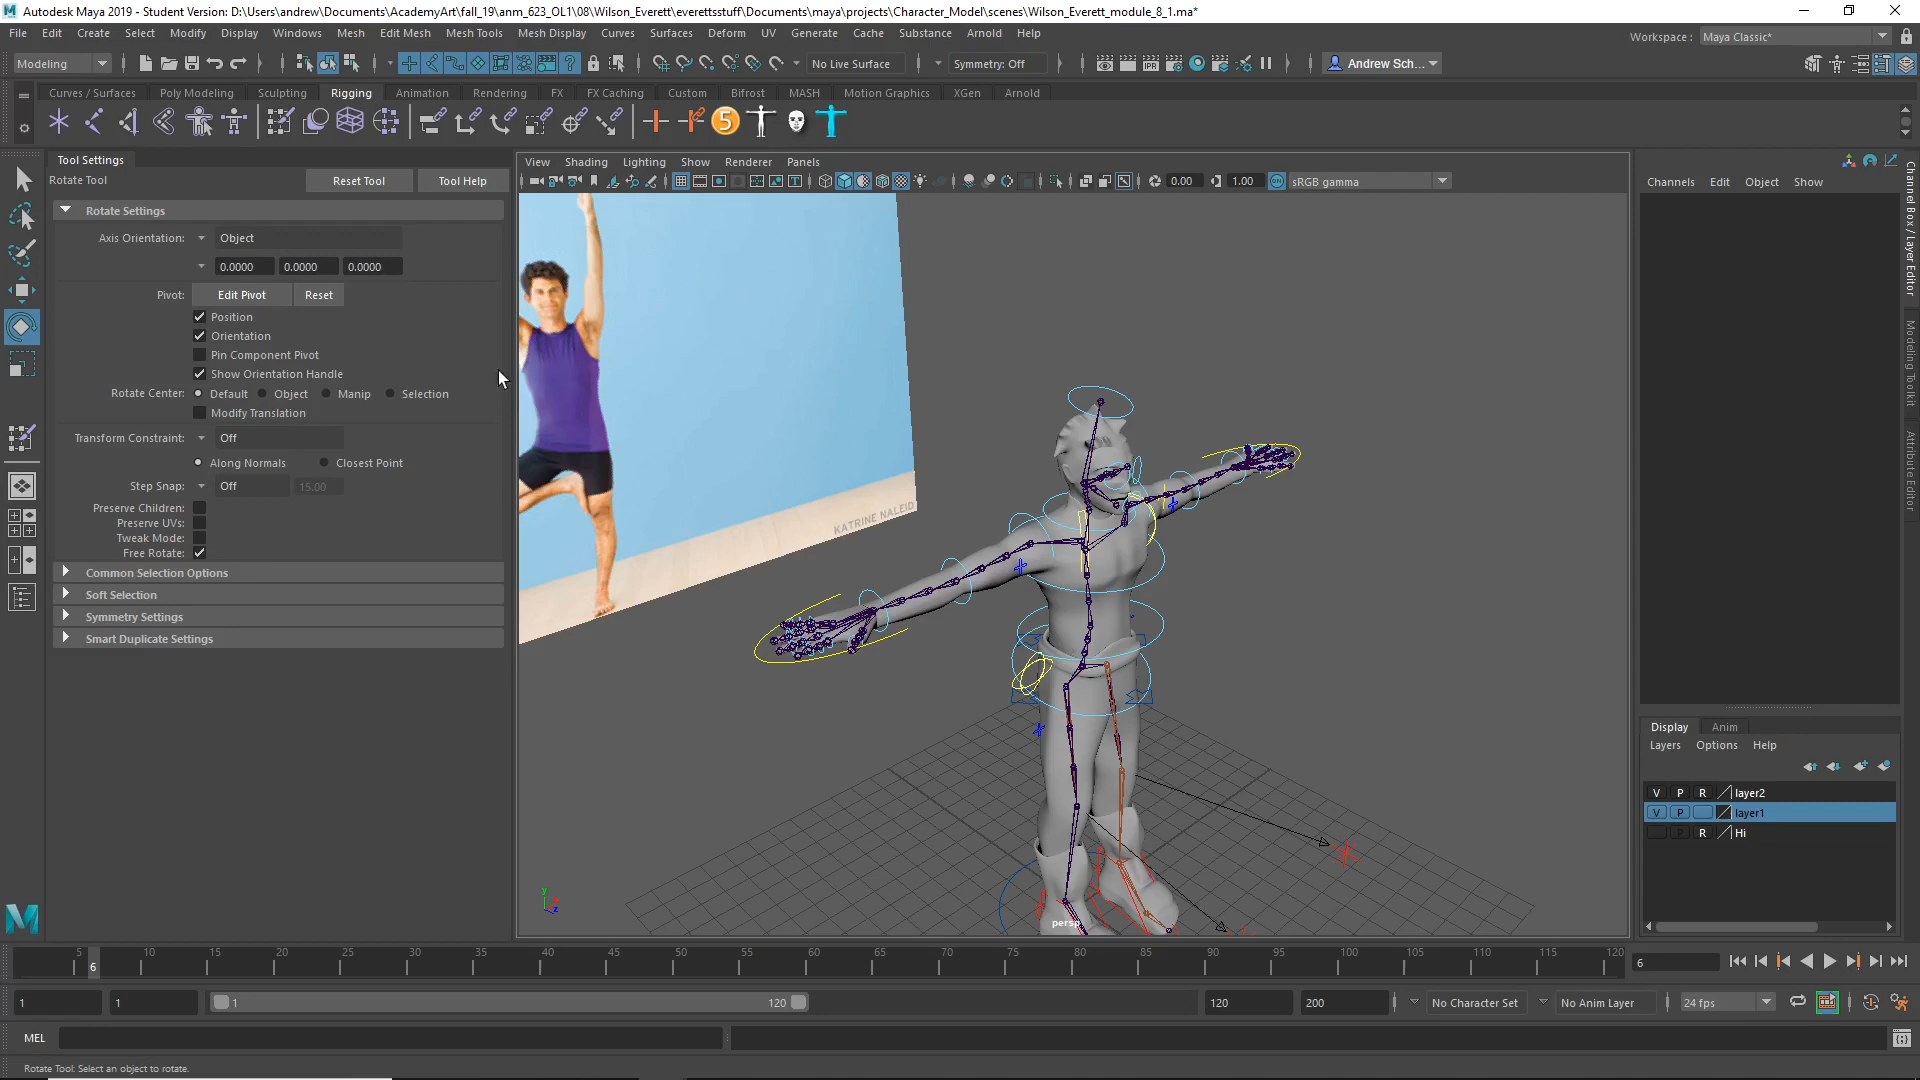 Autodesk Maya 2019 - Student Version: D:\Users\andrew\Documents\AcademyArt\fall_19\anm_623_OL1\08\Wilson_Everett\everettsstuff\Documents\maya\projects\Character_Model\scenes\Wilson_Everett_module_8_1.ma*
File Edit Create Select Modify Display Windows Mesh Edit Mesh Mesh Tools Mesh Display Curves Surfaces Deform UV Generate Cache Substance Arnold Help
Workspace : Maya Classic*
Modeling No Live Surface Symmetry: Off IPR Andrew Sch...
Curves / Surfaces Poly Modeling Sculpting Rigging Animation Rendering FX FX Caching Custom Bifrost MASH Motion Graphics XGen Arnold
5
Tool Settings
Rotate Tool Reset Tool Tool Help
Rotate Settings
Axis Orientation: Object
0.0000 0.0000 0.0000
Pivot: Edit Pivot Reset
Position
Orientation
Pin Component Pivot
Show Orientation Handle
Rotate Center: Default Object Manip Selection
Modify Translation
Transform Constraint: Off
Along Normals Closest Point
Step Snap: Off 15.00
Preserve Children:
Preserve UVs:
Tweak Mode:
Free Rotate:
Common Selection Options
Soft Selection
Symmetry Settings
Smart Duplicate Settings
View Shading Lighting Show Renderer Panels
0.00 1.00 ON sRGB gamma
KATRINE NALEID
y
z
persp
Channels Edit Object Show
Channel Box / Layer Editor
Modeling Toolkit
Attribute Editor
Display Anim
Layers Options Help
V P R layer2
V P layer1
P R Hi
5 10 15 20 25 30 35 40 45 50 55 60 65 70 75 80 85 90 95 100 105 110 115 120
6 6
1 1 1 120 120 200 No Character Set No Anim Layer 24 fps
MEL
Rotate Tool: Select an object to rotate.